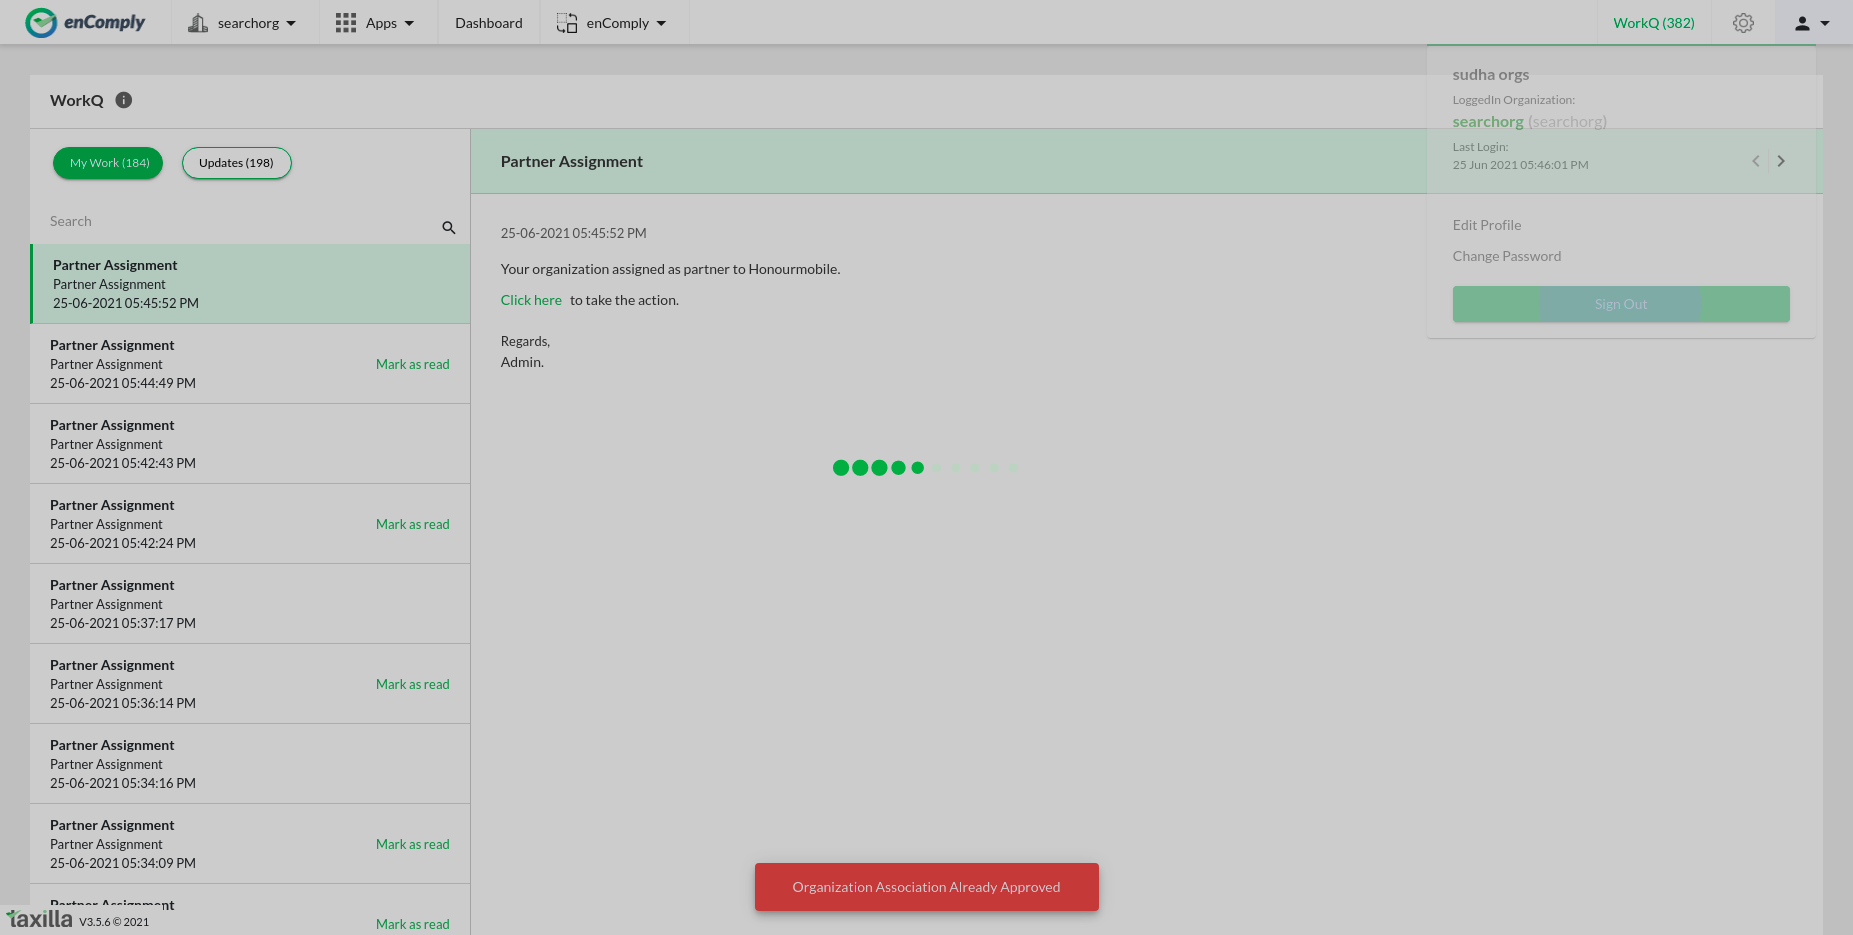 enComply
searchorg
Apps
Dashboard
enComply
WorkQ (382)
WorkQ
My Work (184)
Updates (198)
Search
Partner Assignment
Partner Assignment
25-06-2021 05:45:52 PM
Partner Assignment
Partner Assignment
Mark as read
25-06-2021 05:44:49 PM
Partner Assignment
Partner Assignment
25-06-2021 05:42:43 PM
Partner Assignment
Partner Assignment
Mark as read
25-06-2021 05:42:24 PM
Partner Assignment
Partner Assignment
25-06-2021 05:37:17 PM
Partner Assignment
Partner Assignment
Mark as read
25-06-2021 05:36:14 PM
Partner Assignment
Partner Assignment
25-06-2021 05:34:16 PM
Partner Assignment
Partner Assignment
Mark as read
25-06-2021 05:34:09 PM
Partner Assignment
Mark as read
taxilla V3.5.6 © 2021
Partner Assignment
25-06-2021 05:45:52 PM
Your organization assigned as partner to Honourmobile.
Click here to take the action.
Regards,
Admin.
sudha orgs
LoggedIn Organization:
searchorg (searchorg)
Last Login:
25 Jun 2021 05:46:01 PM
Edit Profile
Change Password
Sign Out
Organization Association Already Approved